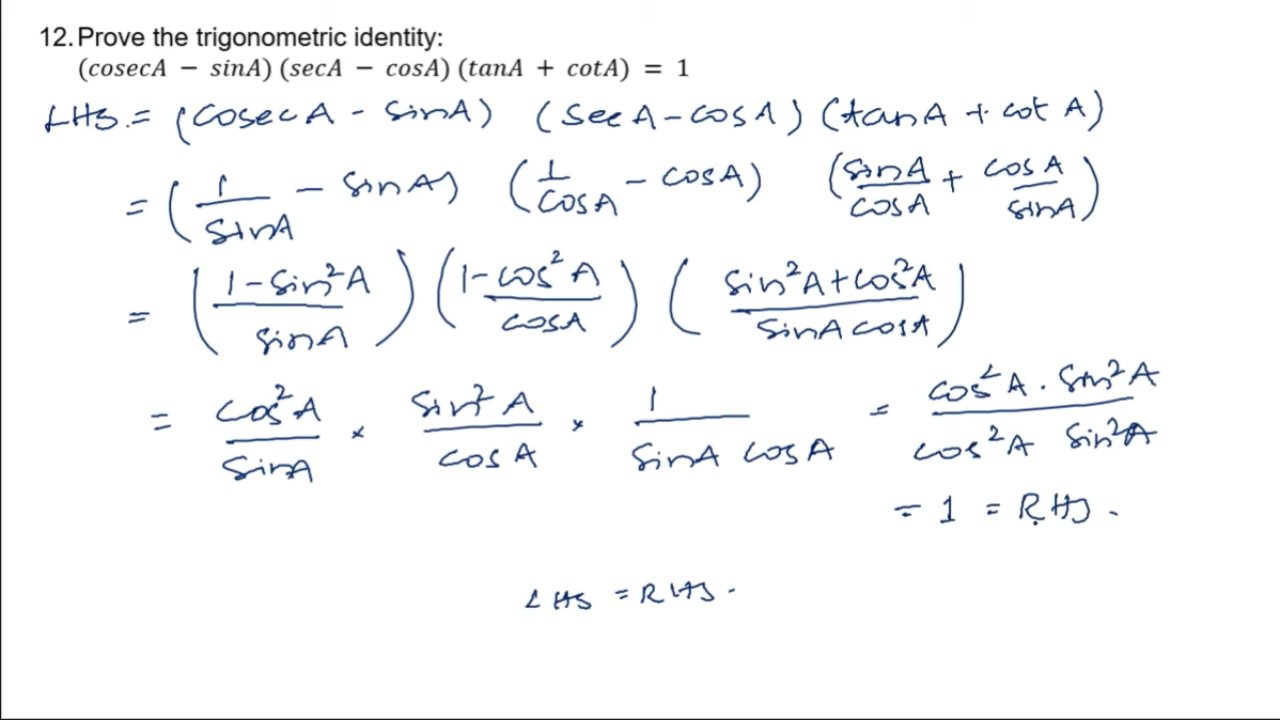 12. Prove the trigonometric identity:
(cosecA − sinA) (secA − cosA) (tanA + cotA) = 1
LHS = (cosecA - sinA) (secA - cosA) (tanA + cot A)
= (1/sinA - sinA) (1/cosA - cosA) (sinA/cosA + cosA/sinA)
= ((1-sin²A)/sinA) ((1-cos²A)/cosA) ((sin²A+cos²A)/(sinA cosA))
= cos²A/sinA × sin²A/cosA × 1/(sinA cosA) = (cos²A . sin²A)/(cos²A sin²A)
= 1 = RHS.
LHS = RHS.